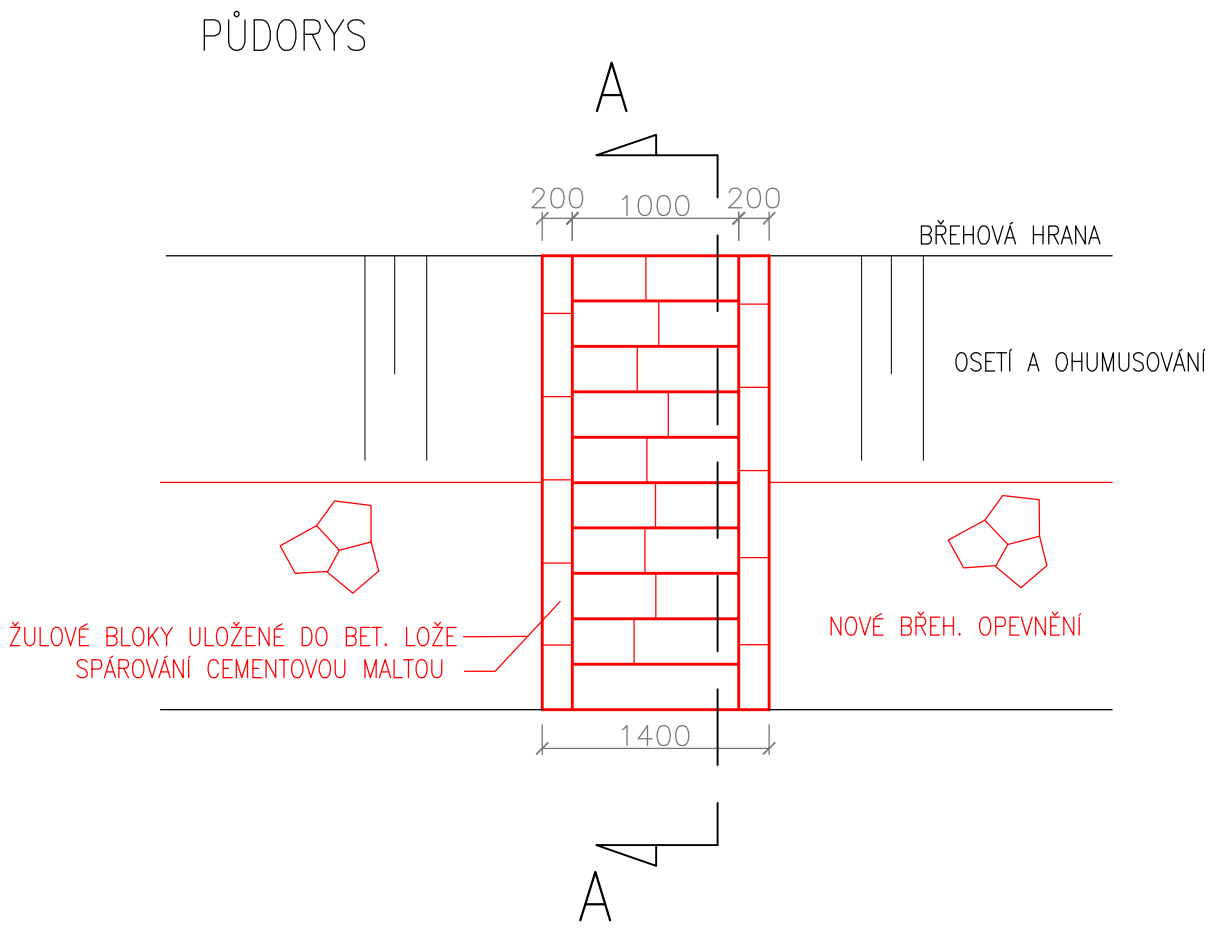 PŮDORYS
A
200
1000
200
BŘEHOVÁ HRANA
OSETÍ A OHUMUSOVÁNÍ
ŽULOVÉ BLOKY ULOŽENÉ DO BET. LOŽE
SPÁROVÁNÍ CEMENTOVOU MALTOU
NOVÉ BŘEH. OPEVNĚNÍ
1400
A